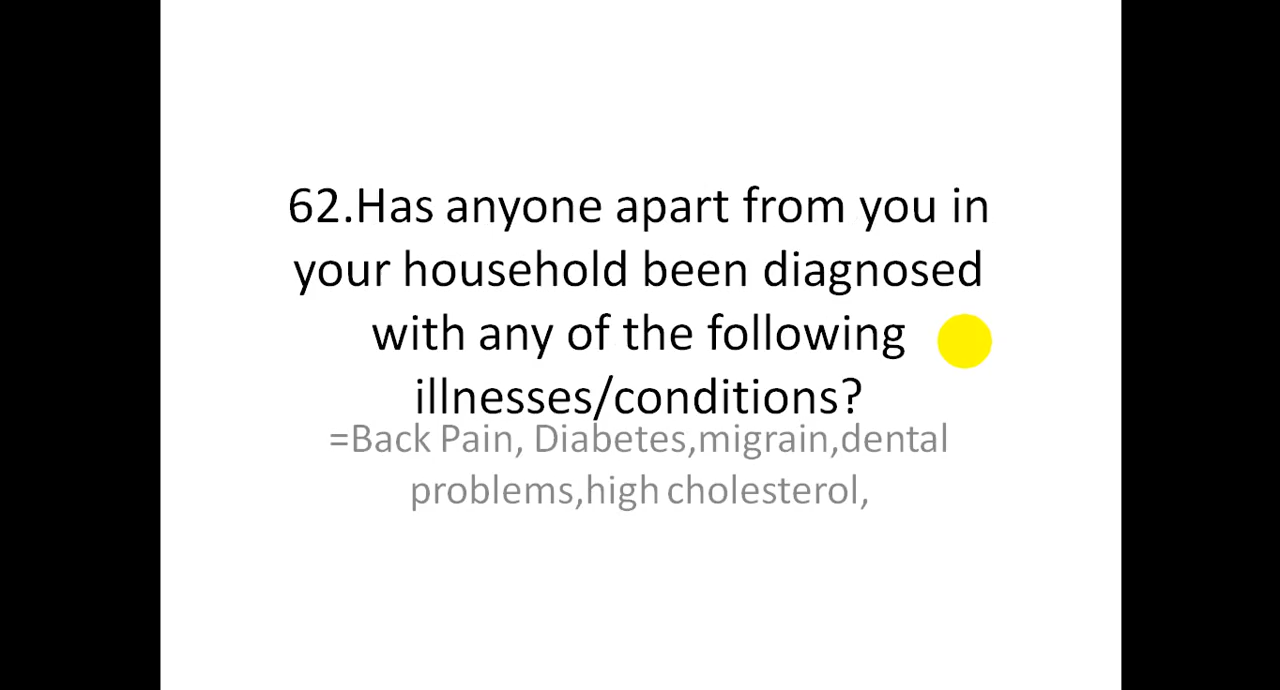 62.Has anyone apart from you in
your household been diagnosed
with any of the following
illnesses/conditions?
=Back Pain, Diabetes,migrain,dental
problems,high cholesterol,